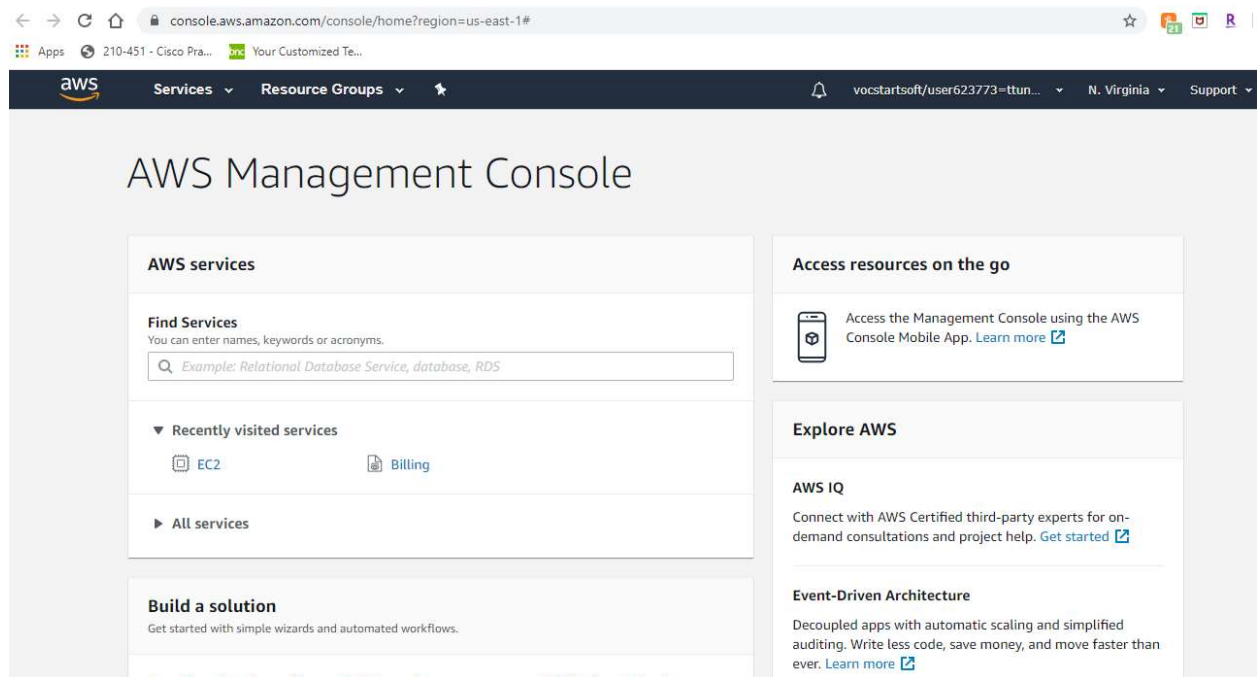 console.aws.amazon.com/console/home?region=us-east-1#
21
R
Apps
210-451 - Cisco Pra...
bnc
Your Customized Te...
aws
Services
Resource Groups
vocstartsoft/user623773=ttun...
N. Virginia
Support
AWS Management Console
AWS services
Find Services
You can enter names, keywords or acronyms.
Example: Relational Database Service, database, RDS
Recently visited services
EC2
Billing
All services
Build a solution
Get started with simple wizards and automated workflows.
Access resources on the go
Access the Management Console using the AWS
Console Mobile App. Learn more
Explore AWS
AWS IQ
Connect with AWS Certified third-party experts for on-
demand consultations and project help. Get started
Event-Driven Architecture
Decoupled apps with automatic scaling and simplified
auditing. Write less code, save money, and move faster than
ever. Learn more